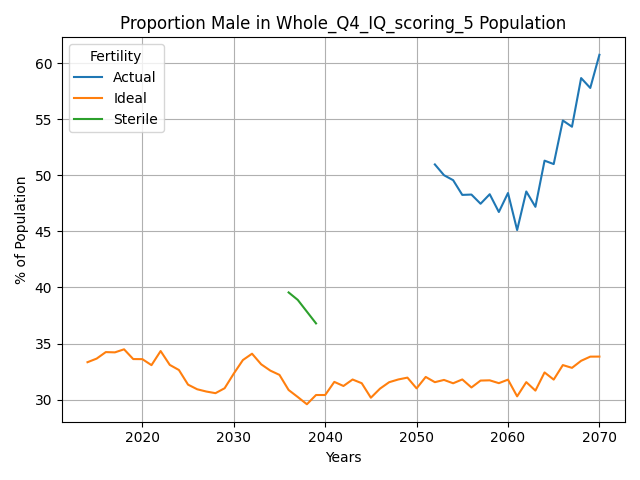 Proportion Male in Whole_Q4_IQ_scoring_5 Population
Fertility
Actual
Ideal
Sterile
% of Population
60
55
50
45
40
35
30
2020
2030
2040
2050
2060
2070
Years